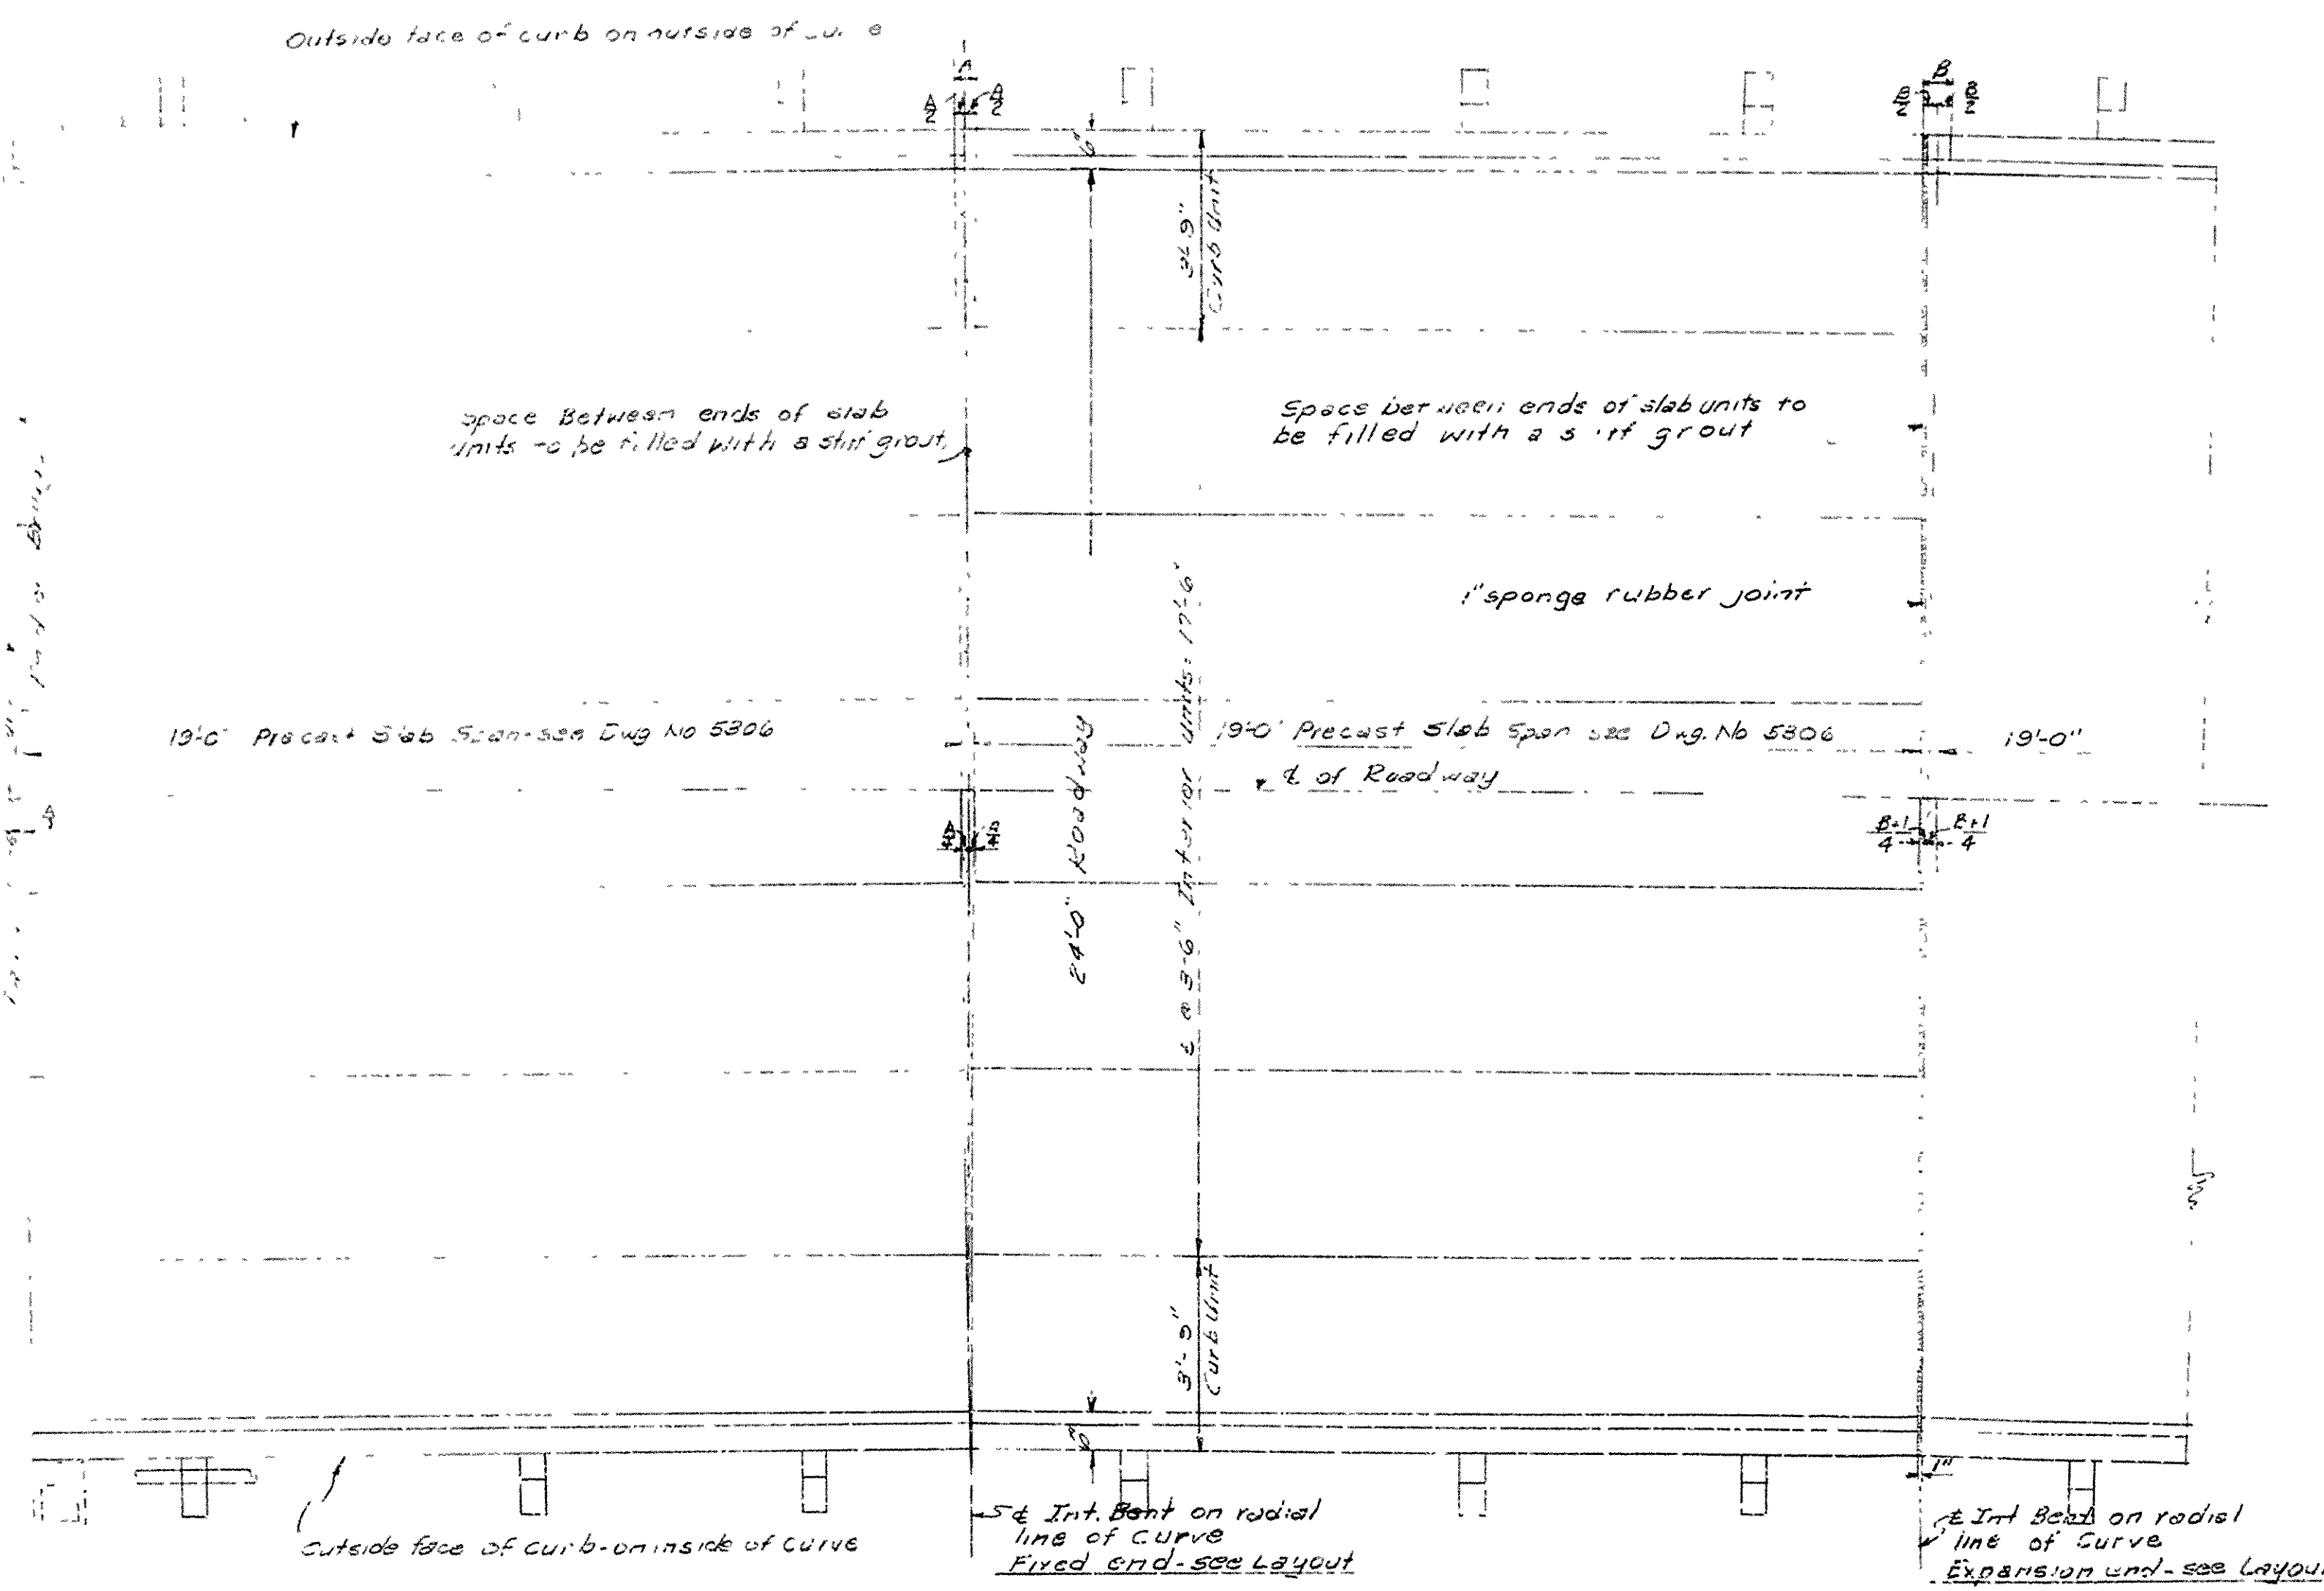 Outside face of curb on outside of
A
A/2
A/2
B
B/2
B/2
6"
3'-9"
Curb Unit
Space Between ends of slab
units to be filled with a stiff grout,
Space between ends of slab units to
be filled with a stiff grout
1" sponge rubber joint
19'-0" Precast Slab Span-see Dwg No 5306
19'-0" Precast Slab Span see Dwg. No 5306
19'-0"
℄ of Roadway
24'-0" Roadway
@ 3'-6" Interior units = 17'-6"
A/4
A/4
B+1/4
B+1/4
3'-9"
Curb Unit
6"
1"
Outside face of curb-on inside of curve
℄ Int. Bent on radial
line of Curve
Fixed end-see Layout
℄ Int Bent on radial
line of Curve
Expansion end-see Layou